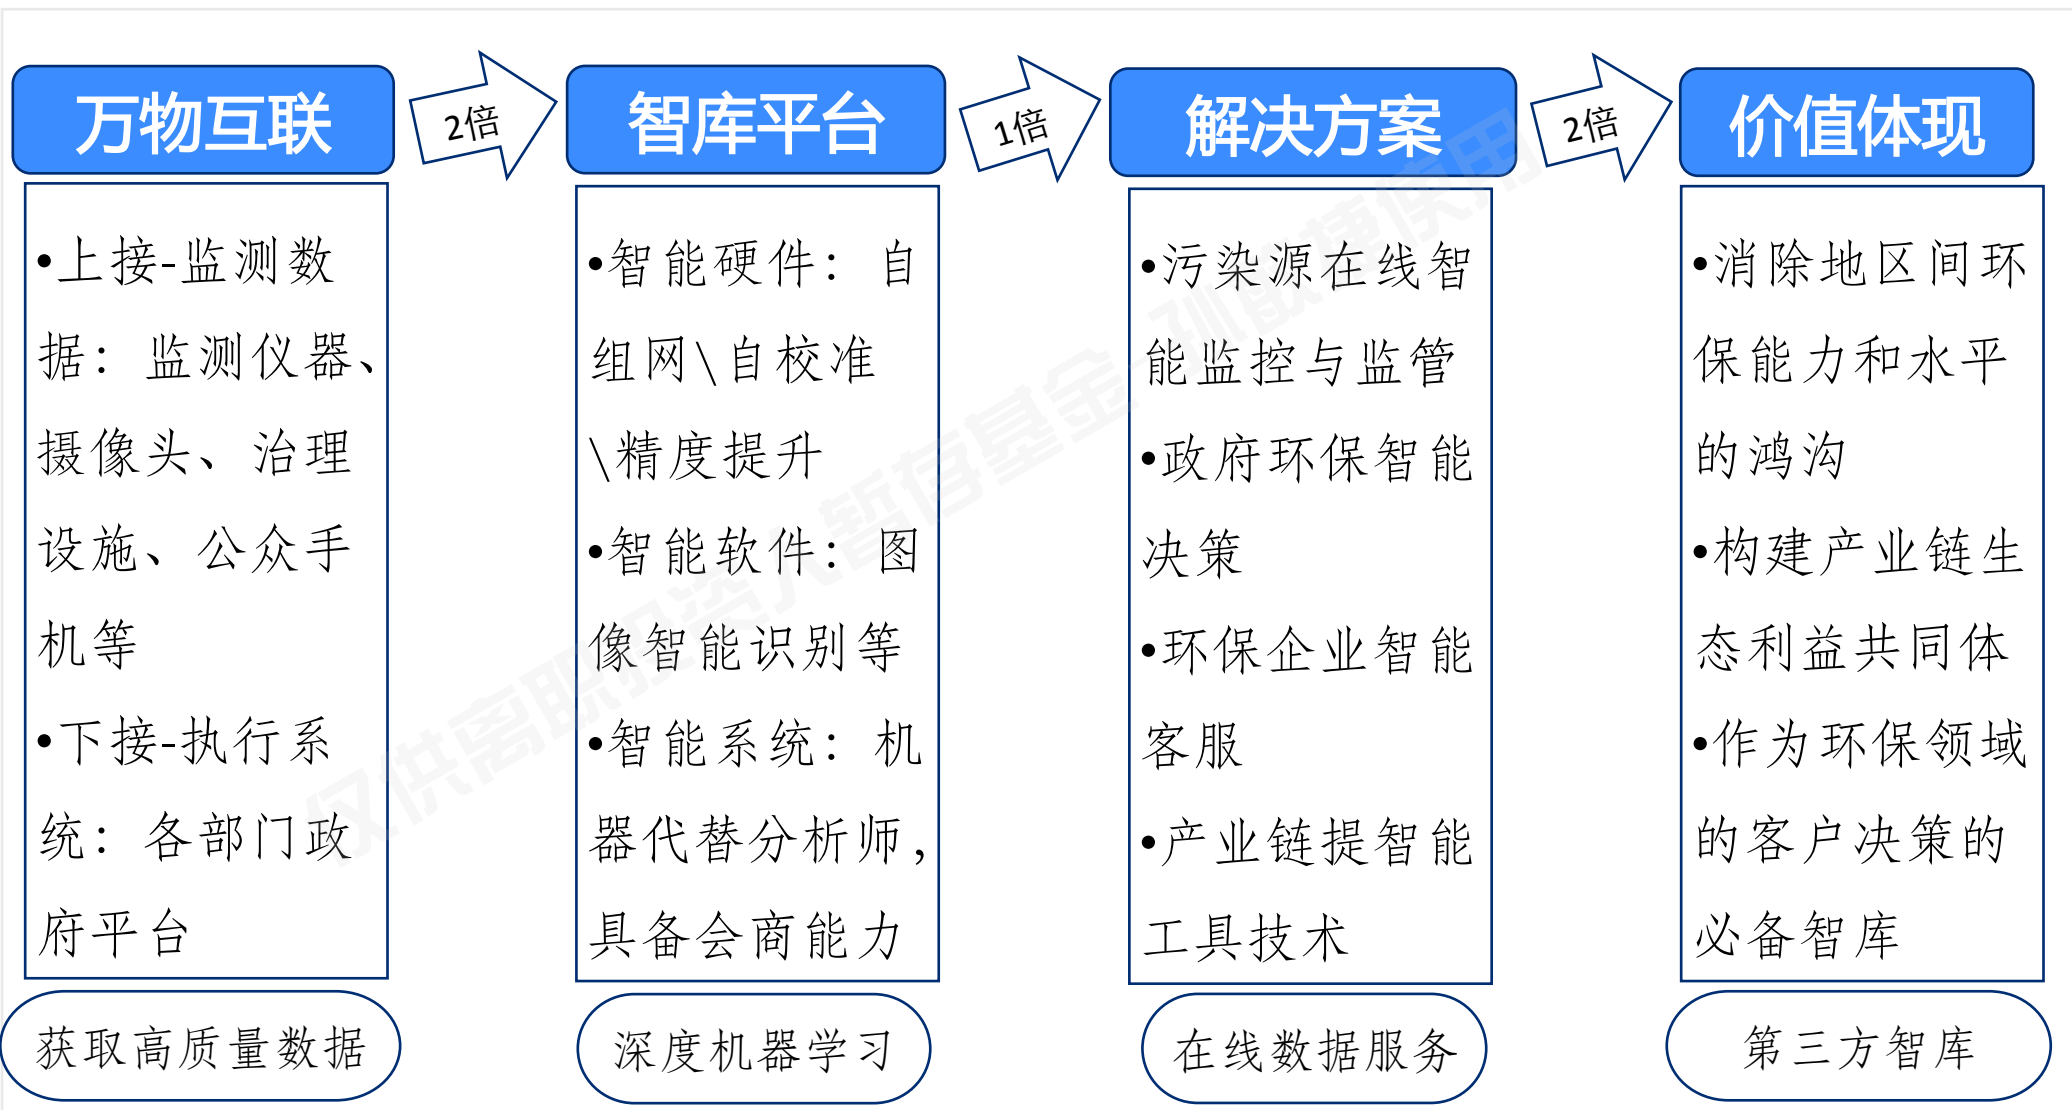 万物互联
2倍
智库平台
1倍
解决方案
2倍
价值体现
•上接-监测数
据：监测仪器、
摄像头、治理
设施、公众手
机等
•下接-执行系
统：各部门政
府平台
•智能硬件：自
组网\自校准
\精度提升
•智能软件：图
像智能识别等
•智能系统：机
器代替分析师，
具备会商能力
•污染源在线智
能监控与监管
•政府环保智能
决策
•环保企业智能
客服
•产业链提智能
工具技术
•消除地区间环
保能力和水平
的鸿沟
•构建产业链生
态利益共同体
•作为环保领域
的客户决策的
必备智库
获取高质量数据
深度机器学习
在线数据服务
第三方智库